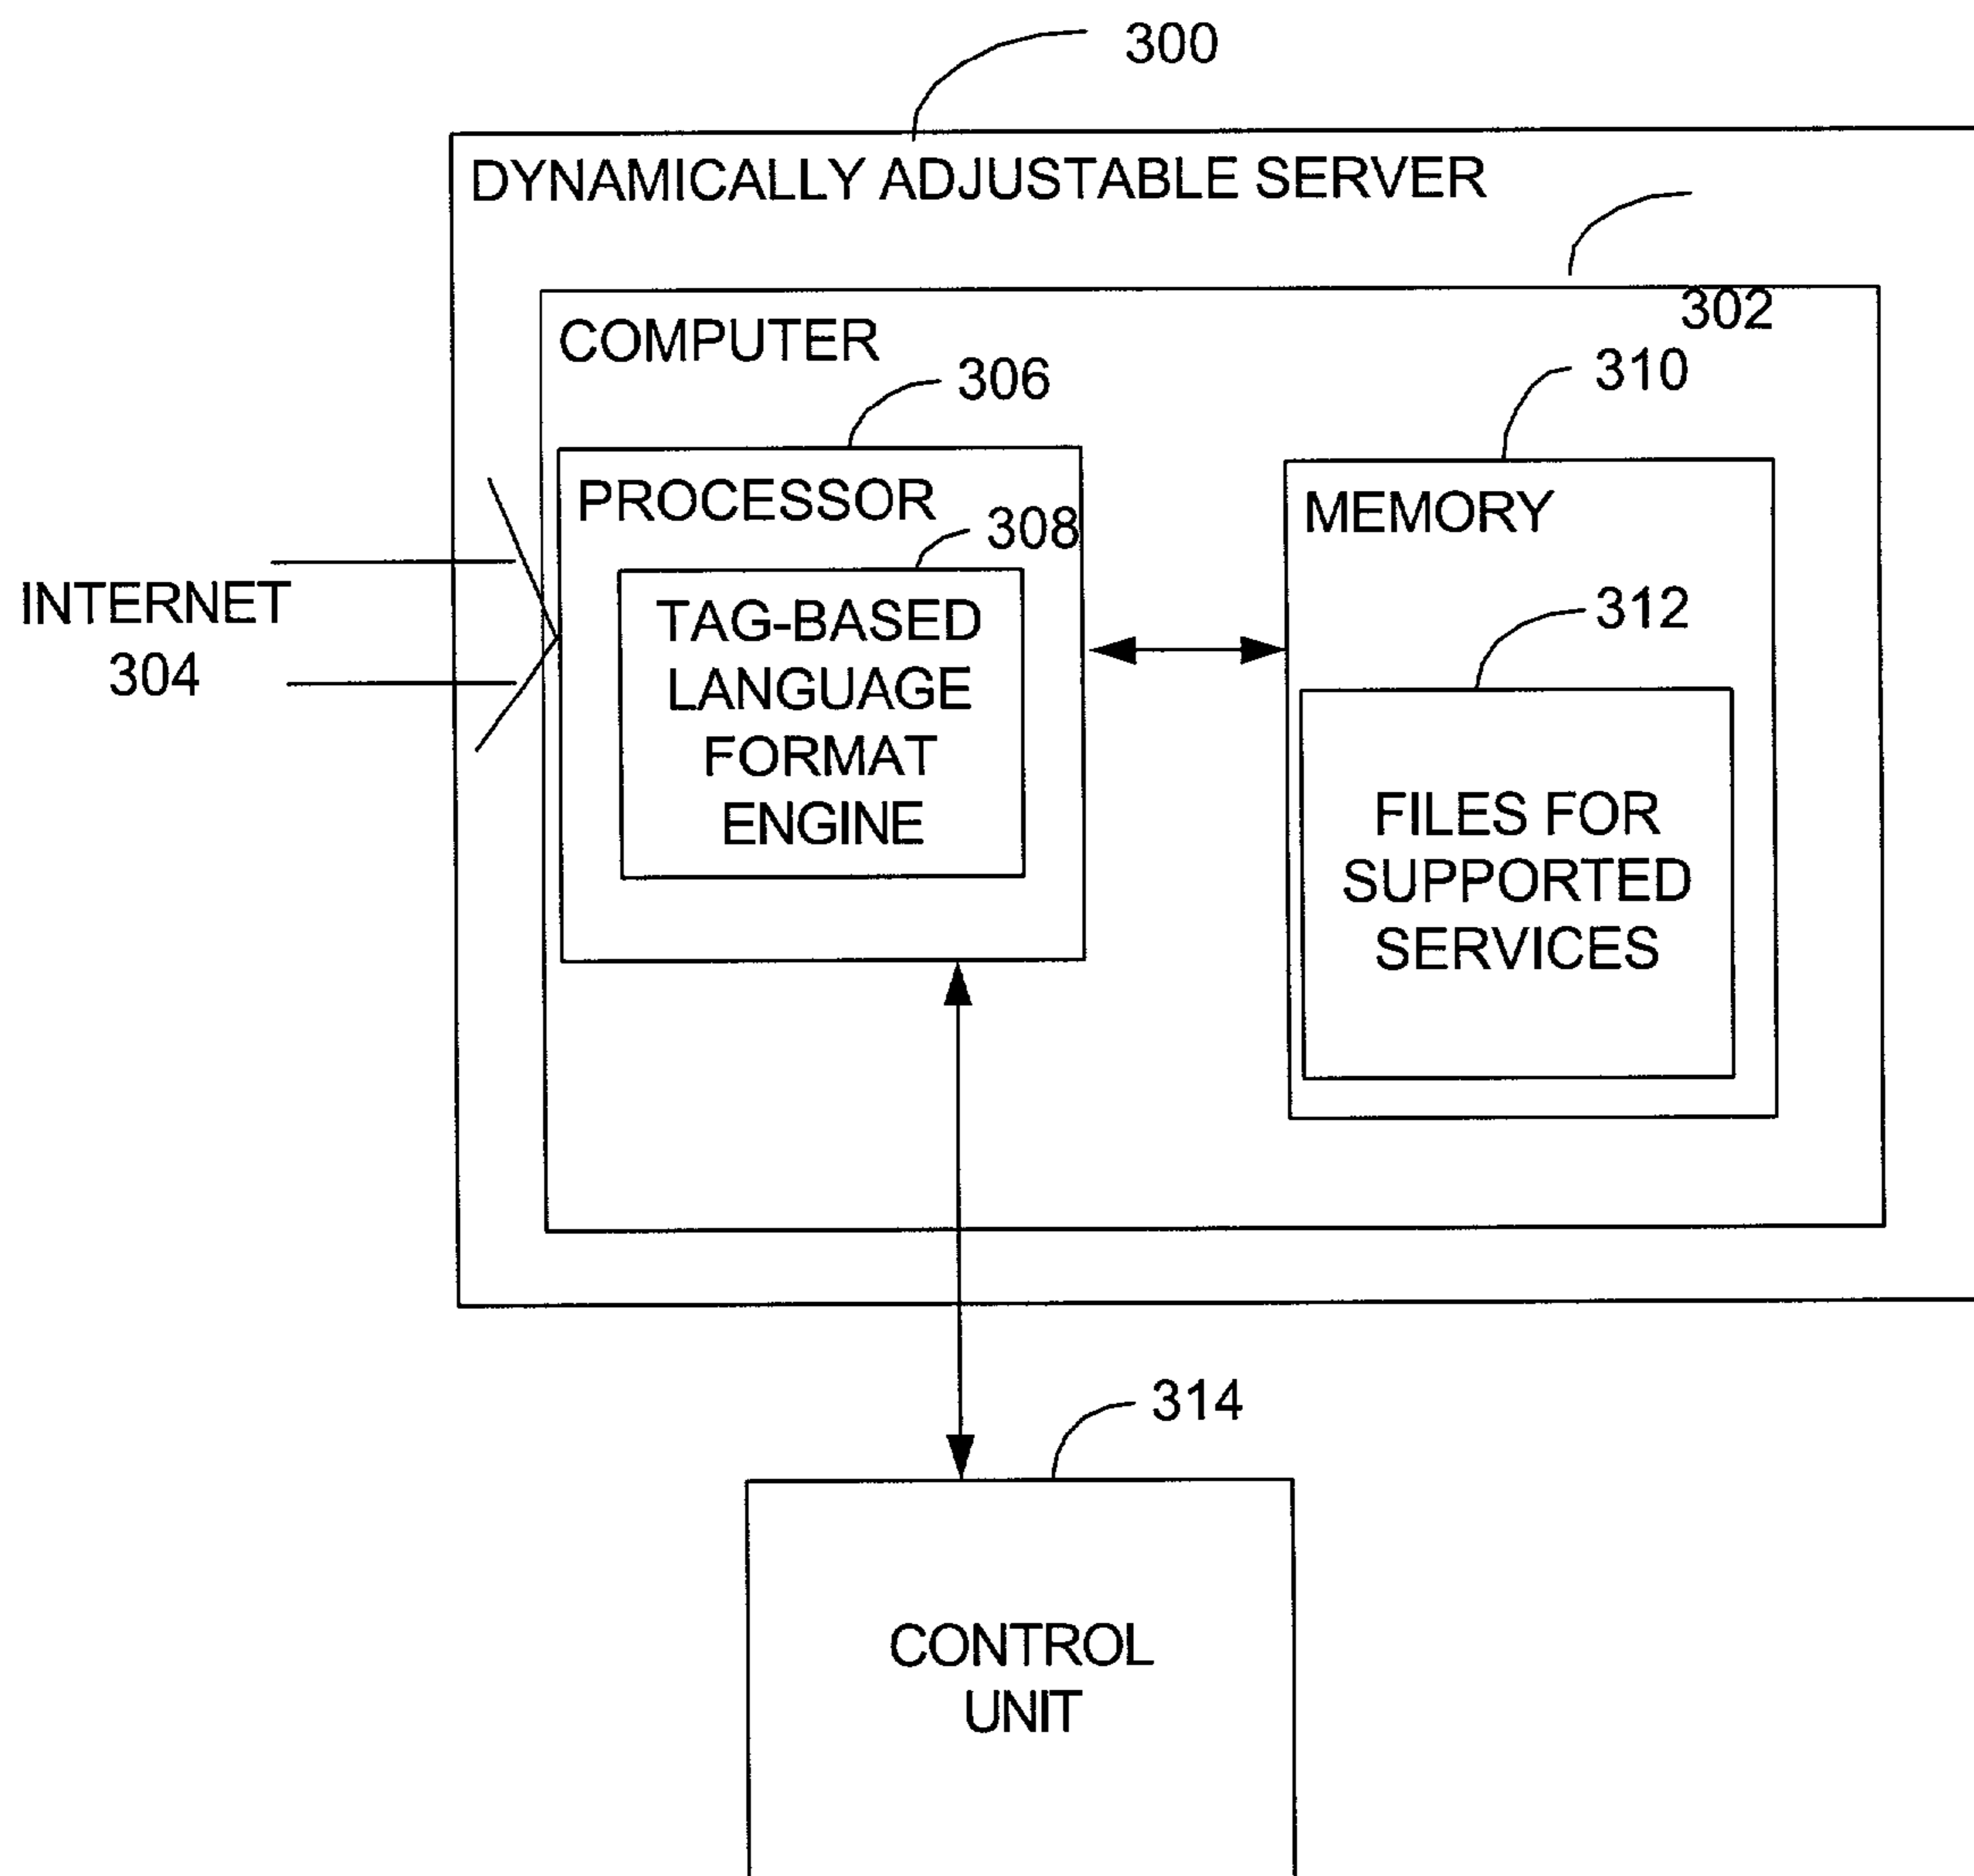 300
DYNAMICALLY ADJUSTABLE SERVER
302
COMPUTER
306
310
PROCESSOR
MEMORY
308
INTERNET
304
TAG-BASED
LANGUAGE
FORMAT
ENGINE
312
FILES FOR
SUPPORTED
SERVICES
314
CONTROL
UNIT